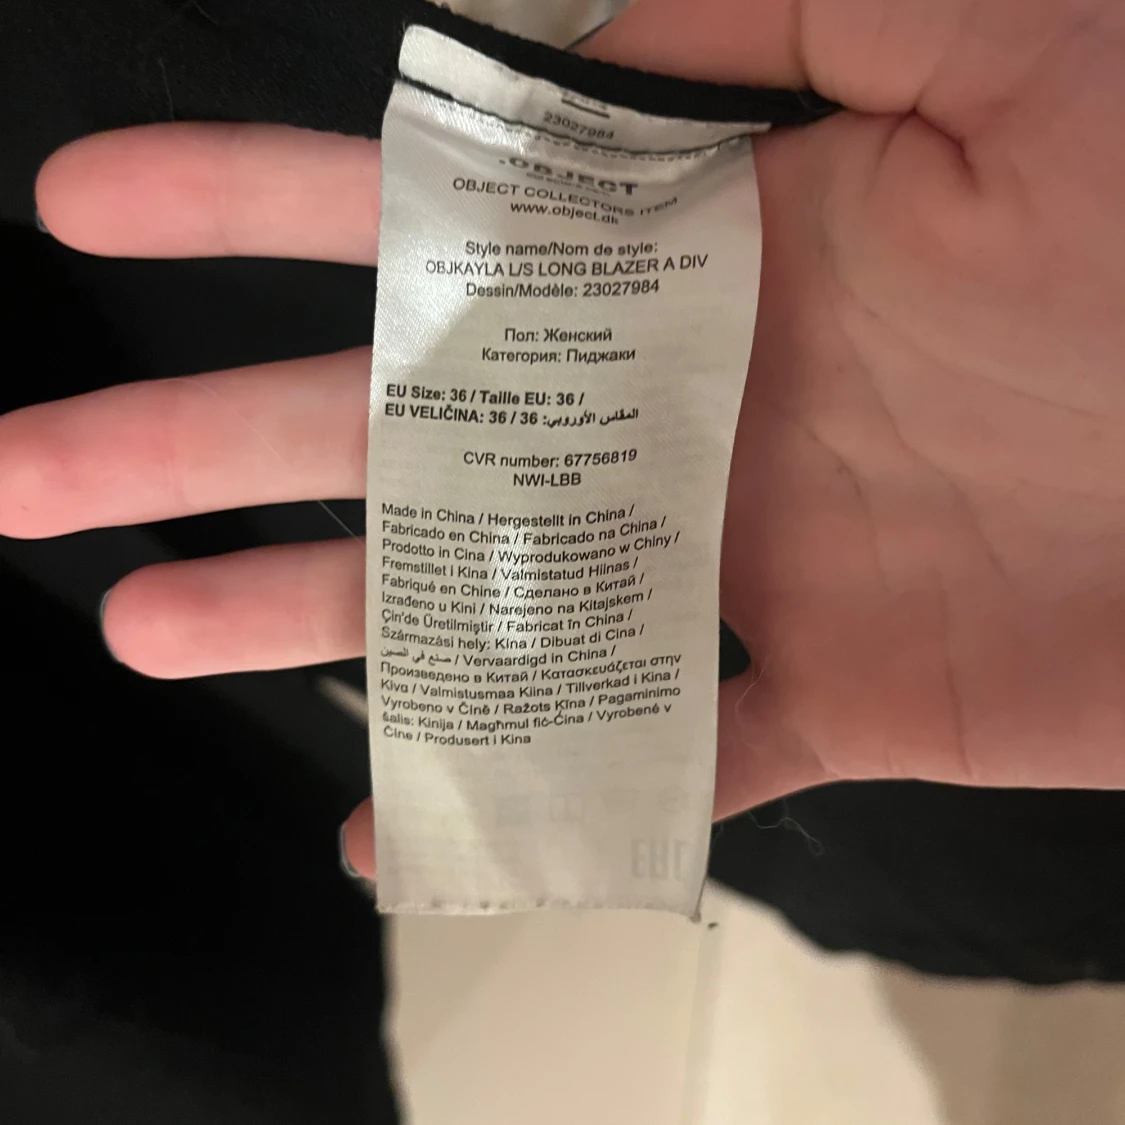 23027984
.OBJECT
OBJECT COLLECTORS ITEM
www.object.dk
Style name/Nom de style:
OBJKAYLA L/S LONG BLAZER A DIV
Dessin/Modèle: 23027984
Пол: Женский
Категория: Пиджаки
EU Size: 36 / Taille EU: 36 /
EU VELIČINA: 36 / 36 :المقاس الأوروبي
CVR number: 67756819
NWI-LBB
Made in China / Hergestellt in China /
Fabricado en China / Fabricado na China /
Prodotto in Cina / Wyprodukowano w Chiny /
Fremstillet i Kina / Valmistatud Hiinas /
Fabriqué en Chine / Сделано в Китай /
Izrađeno u Kini / Narejeno na Kitajskem /
Çin'de Üretilmiştir / Fabricat în China /
Származási hely: Kína / Dibuat di Cina /
صنع في الصين / Vervaardigd in China /
Произведено в Китай / Κατασκευάζεται στην
Κίνα / Valmistusmaa Kiina / Tillverkad i Kina /
Vyrobeno v Číně / Ražots Ķīna / Pagaminimo
šalis: Kinija / Magħmul fiċ-Ċina / Vyrobené v
Číne / Produsert i Kina